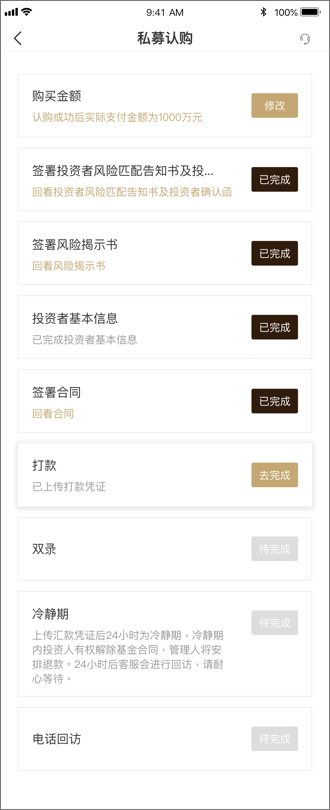 9:41 AM
100%
私募认购
购买金额
认购成功后实际支付金额为1000万元
修改
签署投资者风险匹配告知书及投...
回看投资者风险匹配告知书及投资者确认函
已完成
签署风险揭示书
回看风险揭示书
已完成
投资者基本信息
已完成投资者基本信息
已完成
签署合同
回看合同
已完成
打款
已上传打款凭证
去完成
双录
待完成
冷静期
上传汇款凭证后24小时为冷静期，冷静期
内投资人有权解除基金合同，管理人将安
排退款。24小时后客服会进行回访，请耐
心等待。
待完成
电话回访
待完成